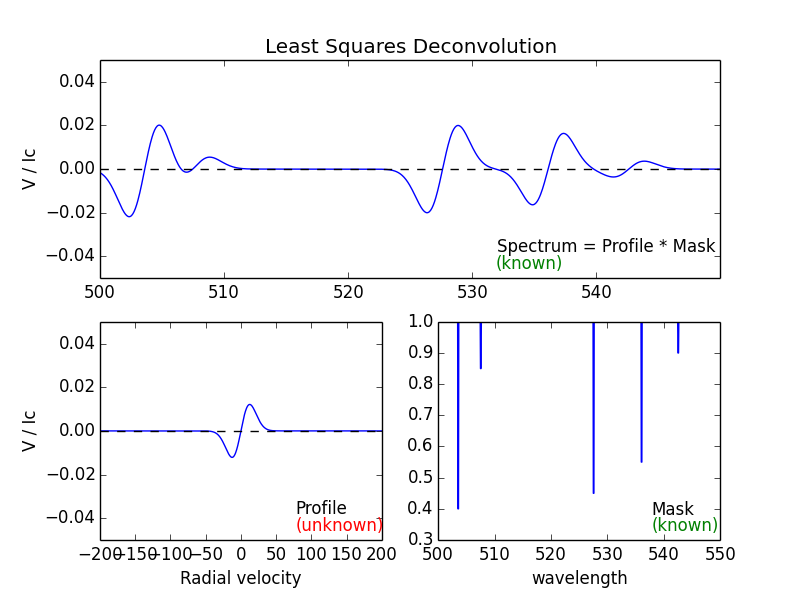 Least Squares Deconvolution
0.04
0.02
0.00
−0.02
−0.04
V / Ic
Spectrum = Profile * Mask
(known)
500 510 520 530 540
0.04
0.02
0.00
−0.02
−0.04
V / Ic
Profile
(unknown)
−200 −150 −100 −50 0 50 100 150 200
Radial velocity
1.0
0.9
0.8
0.7
0.6
0.5
0.4
0.3
Mask
(known)
500 510 520 530 540 550
wavelength